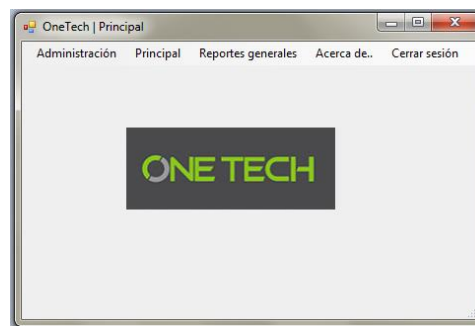 OneTech | Principal
Administración Principal Reportes generales Acerca de.. Cerrar sesión
ONE TECH